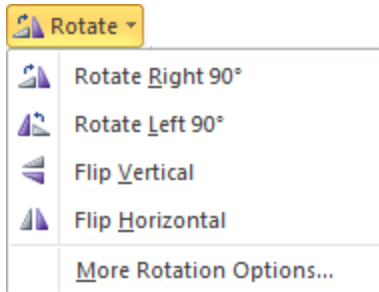 Rotate
Rotate Right 90°
Rotate Left 90°
Flip Vertical
Flip Horizontal
More Rotation Options...